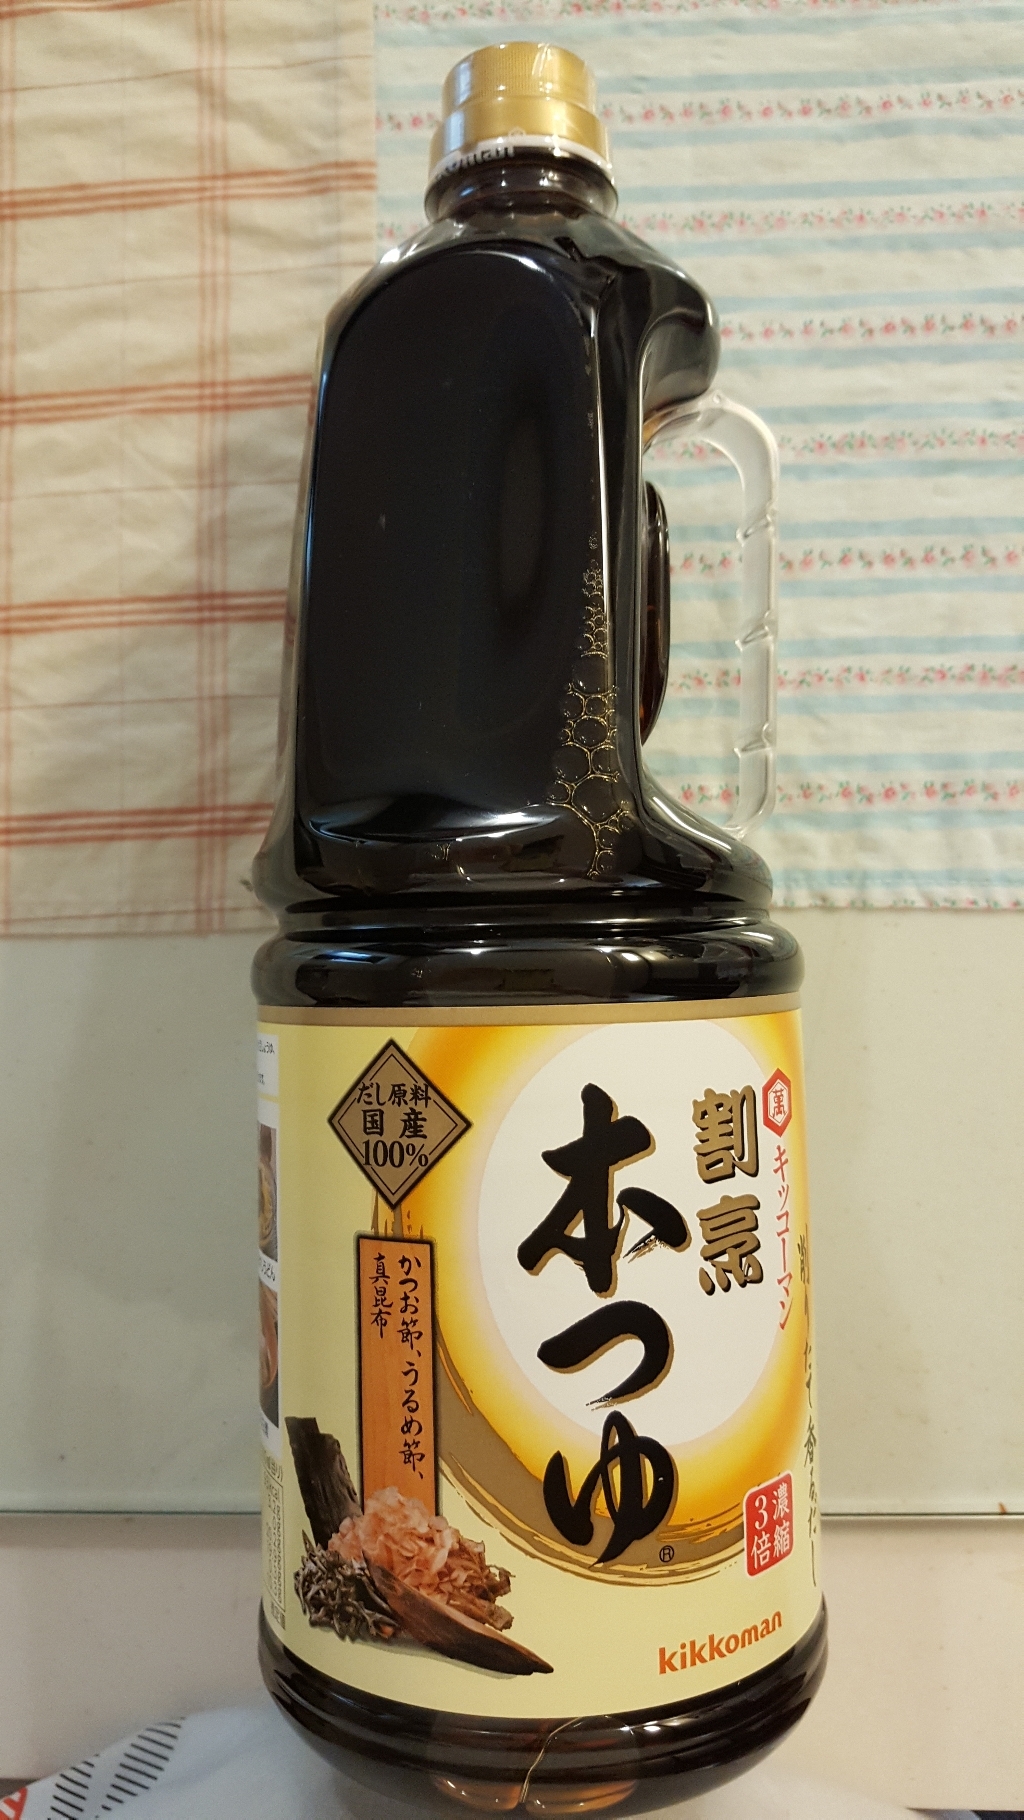 だし原料
国産
100%
キッコーマン
割烹
本つゆ
®
かつお節、うるめ節、
真昆布
濃縮
3倍
kikkoman